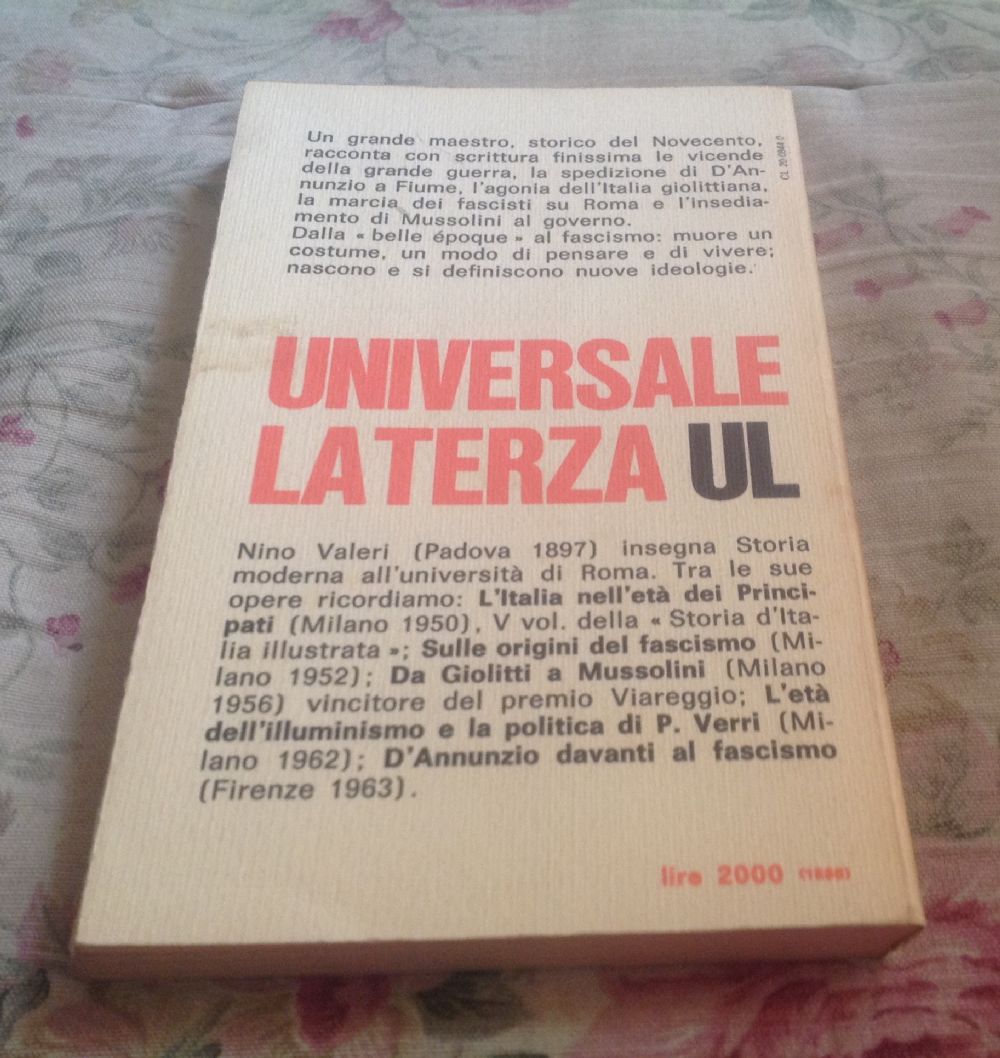 Un grande maestro, storico del Novecento,
racconta con scrittura finissima le vicende
della grande guerra, la spedizione di D'An-
nunzio a Fiume, l'agonia dell'Italia giolittiana,
la marcia dei fascisti su Roma e l'insedia-
mento di Mussolini al governo.
Dalla « belle époque » al fascismo: muore un
costume, un modo di pensare e di vivere;
nascono e si definiscono nuove ideologie.
CL 20-0844 0
UNIVERSALE
LATERZA UL
Nino Valeri (Padova 1897) insegna Storia
moderna all'università di Roma. Tra le sue
opere ricordiamo: L'Italia nell'età dei Princi-
pati (Milano 1950), V vol. della « Storia d'Ita-
lia illustrata »; Sulle origini del fascismo (Mi-
lano 1952); Da Giolitti a Mussolini (Milano
1956) vincitore del premio Viareggio; L'età
dell'illuminismo e la politica di P. Verri (Mi-
lano 1962); D'Annunzio davanti al fascismo
(Firenze 1963).
lire 2000